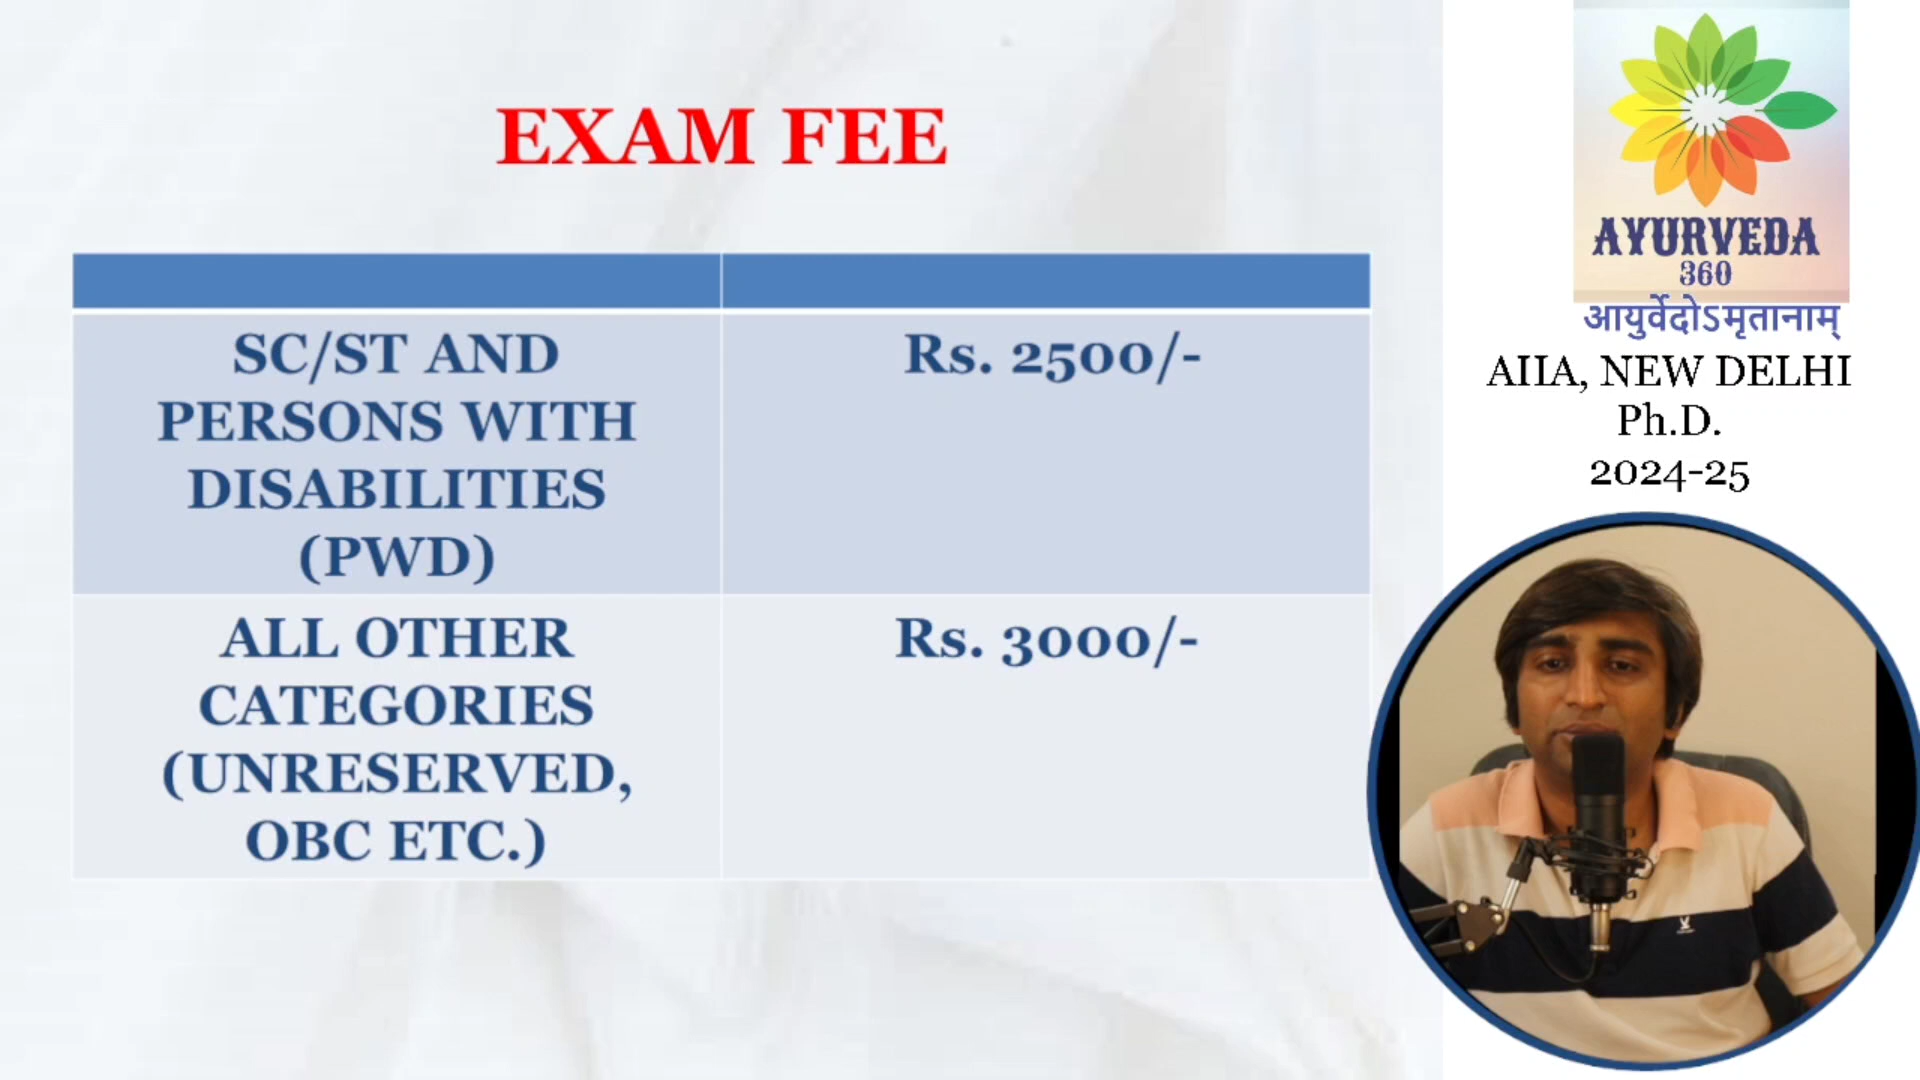 EXAM FEE
SC/ST AND
PERSONS WITH
DISABILITIES
(PWD)
Rs. 2500/-
ALL OTHER
CATEGORIES
(UNRESERVED,
OBC ETC.)
Rs. 3000/-
AYURVEDA
360
आयुर्वेदोऽमृतानाम्
AIIA, NEW DELHI
Ph.D.
2024-25